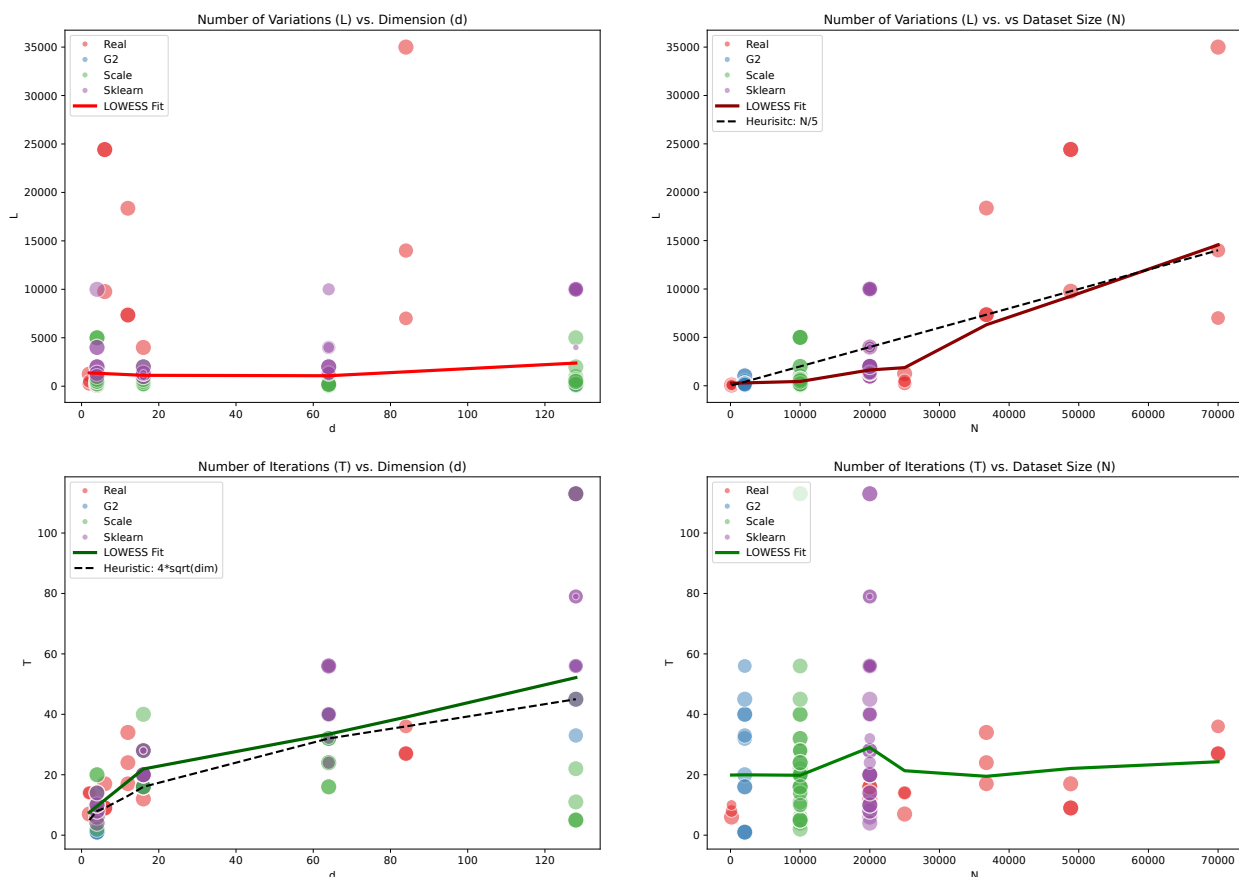 Number of Variations (L) vs. Dimension (d)
35000
30000
25000
20000
15000
10000
5000
0
L
Real
G2
Scale
Sklearn
LOWESS Fit
0 20 40 60 80 100 120
d
Number of Variations (L) vs. vs Dataset Size (N)
35000
30000
25000
20000
15000
10000
5000
0
L
Real
G2
Scale
Sklearn
LOWESS Fit
Heurisitc: N/5
0 10000 20000 30000 40000 50000 60000 70000
N
Number of Iterations (T) vs. Dimension (d)
100
80
60
40
20
0
T
Real
G2
Scale
Sklearn
LOWESS Fit
Heuristic: 4*sqrt(dim)
0 20 40 60 80 100 120
d
Number of Iterations (T) vs. Dataset Size (N)
100
80
60
40
20
0
T
Real
G2
Scale
Sklearn
LOWESS Fit
0 10000 20000 30000 40000 50000 60000 70000
N